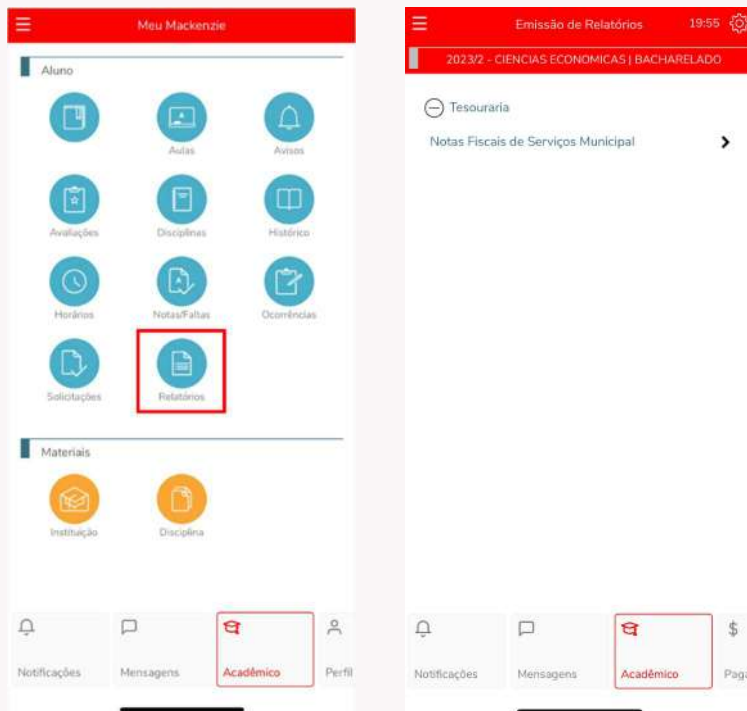 Meu Mackenzie
Aluno
Aulas
Avisos
Avaliações
Disciplinas
Histórico
Horários
Notas/Faltas
Ocorrências
Solicitações
Relatórios
Materiais
Instituição
Disciplina
Notificações
Mensagens
Acadêmico
Perfil
Emissão de Relatórios 19:55
2023/2 - CIENCIAS ECONOMICAS | BACHARELADO
Tesouraria
Notas Fiscais de Serviços Municipal
Notificações
Mensagens
Acadêmico
$
Paga